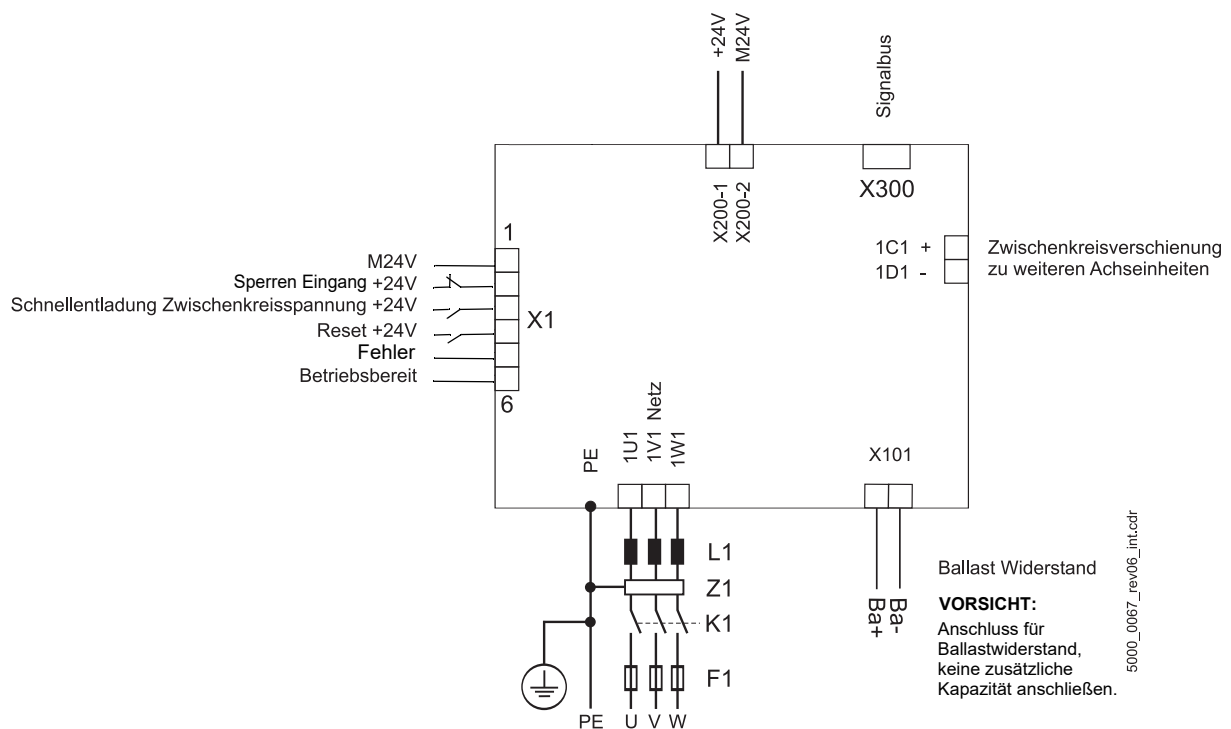 +24V
M24V
Signalbus
X200-1
X200-2
X300
1
M24V
Sperren Eingang +24V
Schnellentladung Zwischenkreisspannung +24V
Reset +24V
Fehler
Betriebsbereit
X1
6
1C1 +
1D1 -
Zwischenkreisverschienung
zu weiteren Achseinheiten
PE
1U1
1V1 Netz
1W1
X101
L1
Z1
K1
F1
PE
U
V
W
Ba+
Ba-
Ballast Widerstand
VORSICHT:
Anschluss für
Ballastwiderstand,
keine zusätzliche
Kapazität anschließen.
5000_0067_rev06_int.cdr